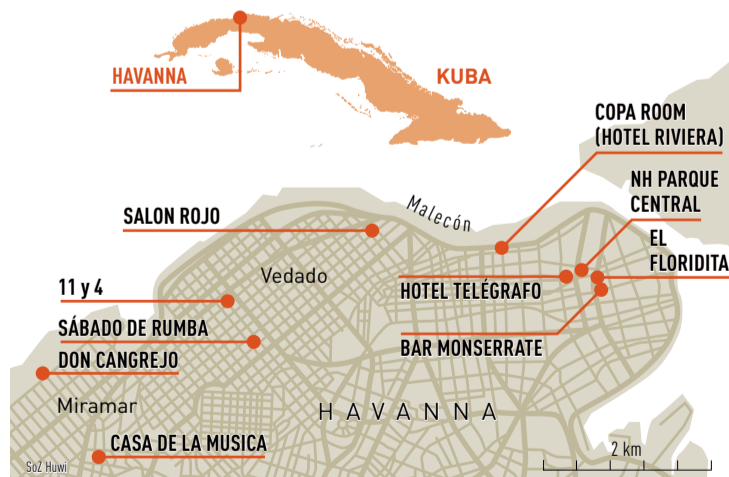 HAVANNA
KUBA
COPA ROOM
(HOTEL RIVIERA)
NH PARQUE
CENTRAL
EL
FLORIDITA
Malecón
SALON ROJO
Vedado
11 y 4
HOTEL TELÉGRAFO
SÁBADO DE RUMBA
BAR MONSERRATE
DON CANGREJO
Miramar
HAVANNA
CASA DE LA MUSICA
2 km
SoZ Huwi